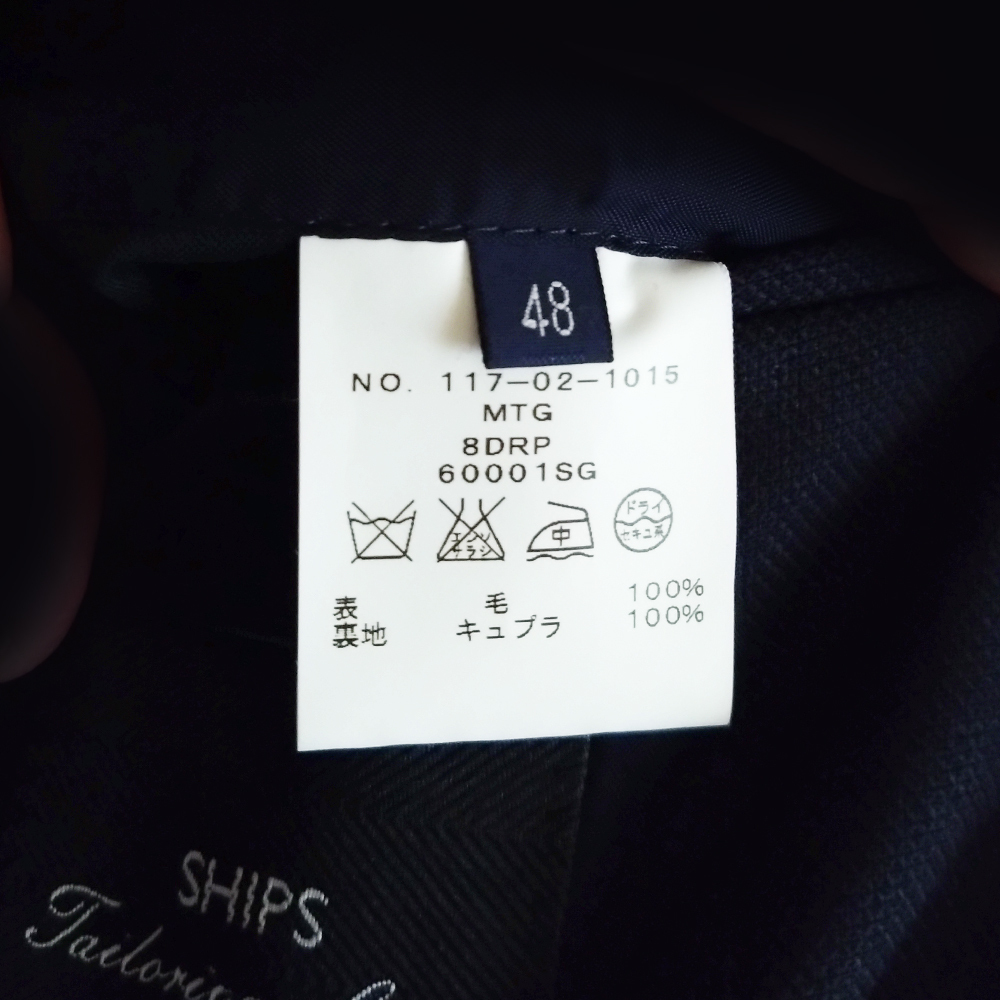 48
NO. 117-02-1015
MTG
8DRP
60001SG
エンソ
サラシ
中
ドライ
セキユ系
表 毛 100%
裏地 キュプラ 100%
SHIPS